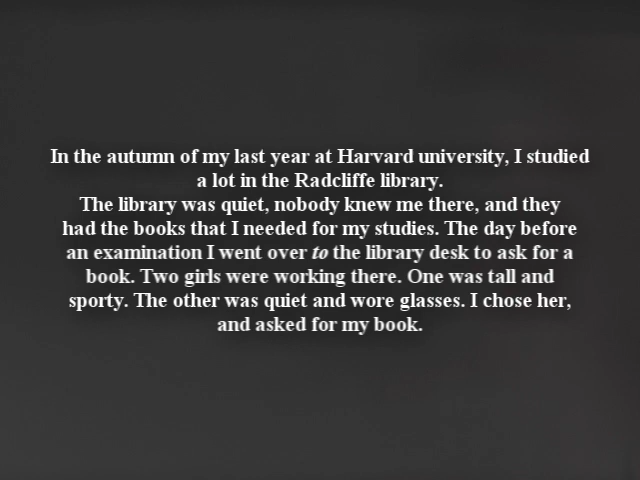 In the autumn of my last year at Harvard university, I studied
a lot in the Radcliffe library.
The library was quiet, nobody knew me there, and they
had the books that I needed for my studies. The day before
an examination I went over to the library desk to ask for a
book. Two girls were working there. One was tall and
sporty. The other was quiet and wore glasses. I chose her,
and asked for my book.